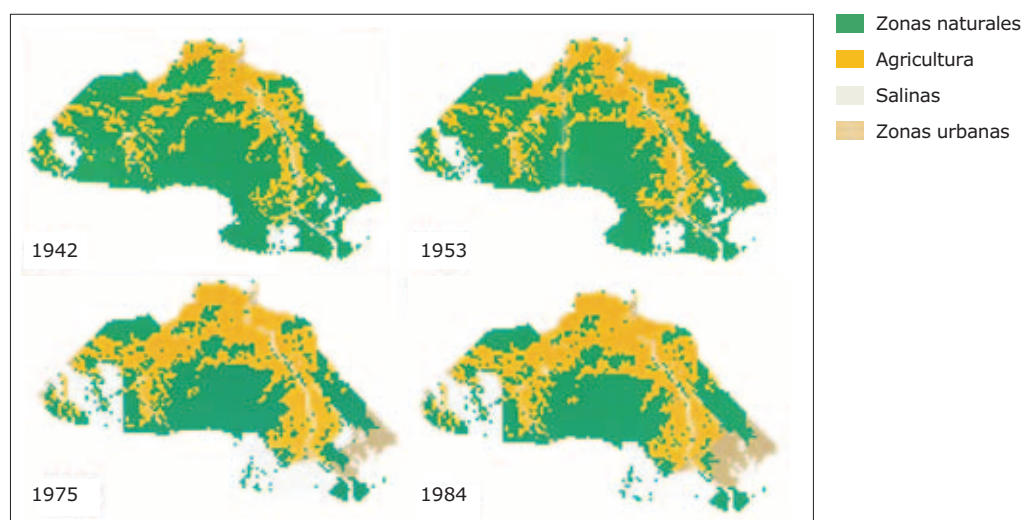 Zonas naturales
Agricultura
Salinas
Zonas urbanas
1942
1953
1975
1984